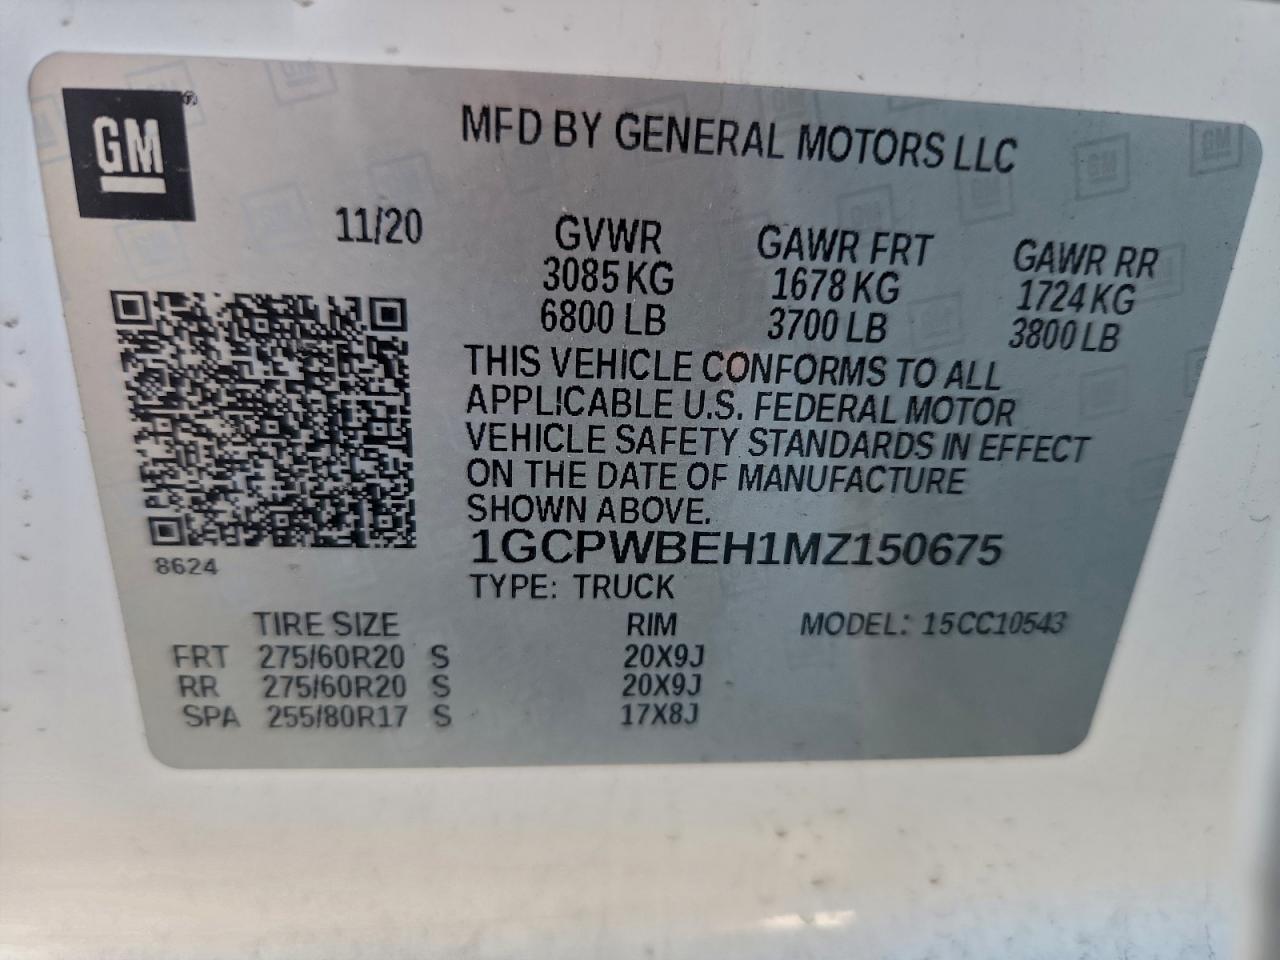 GM®
MFD BY GENERAL MOTORS LLC
11/20
GVWR GAWR FRT GAWR RR
3085 KG 1678 KG 1724 KG
6800 LB 3700 LB 3800 LB
THIS VEHICLE CONFORMS TO ALL
APPLICABLE U.S. FEDERAL MOTOR
VEHICLE SAFETY STANDARDS IN EFFECT
ON THE DATE OF MANUFACTURE
SHOWN ABOVE.
1GCPWBEH1MZ150675
8624
TYPE: TRUCK
TIRE SIZE RIM MODEL: 15CC10543
FRT 275/60R20 S 20X9J
RR 275/60R20 S 20X9J
SPA 255/80R17 S 17X8J